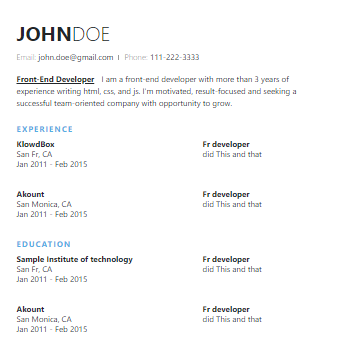 JOHNDOE
Email: john.doe@gmail.com | Phone: 111-222-3333
Front-End Developer I am a front-end developer with more than 3 years of
experience writing html, css, and js. I'm motivated, result-focused and seeking a
successful team-oriented company with opportunity to grow.
EXPERIENCE
KlowdBox Fr developer
San Fr, CA did This and that
Jan 2011 - Feb 2015
Akount Fr developer
San Monica, CA did This and that
Jan 2011 - Feb 2015
EDUCATION
Sample Institute of technology Fr developer
San Fr, CA did This and that
Jan 2011 - Feb 2015
Akount Fr developer
San Monica, CA did This and that
Jan 2011 - Feb 2015